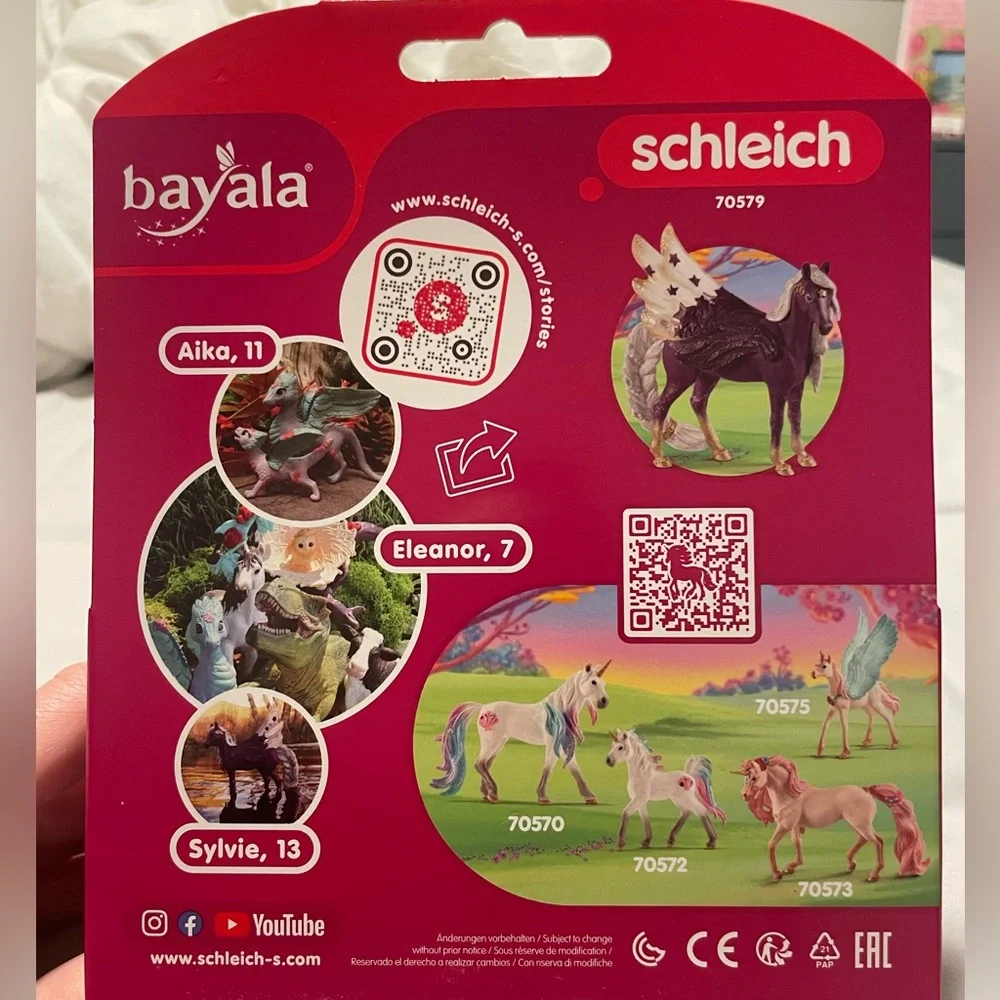 bayala®
schleich
70579
www.schleich-s.com/stories
Aika, 11
Eleanor, 7
Sylvie, 13
70575
70570
70572
70573
YouTube
www.schleich-s.com
Änderungen vorbehalten / Subject to change
without prior notice / Sous réserve de modification /
Reservado el derecho a realizar cambios / Con riserva di modifiche
CE
21
PAP
EAC